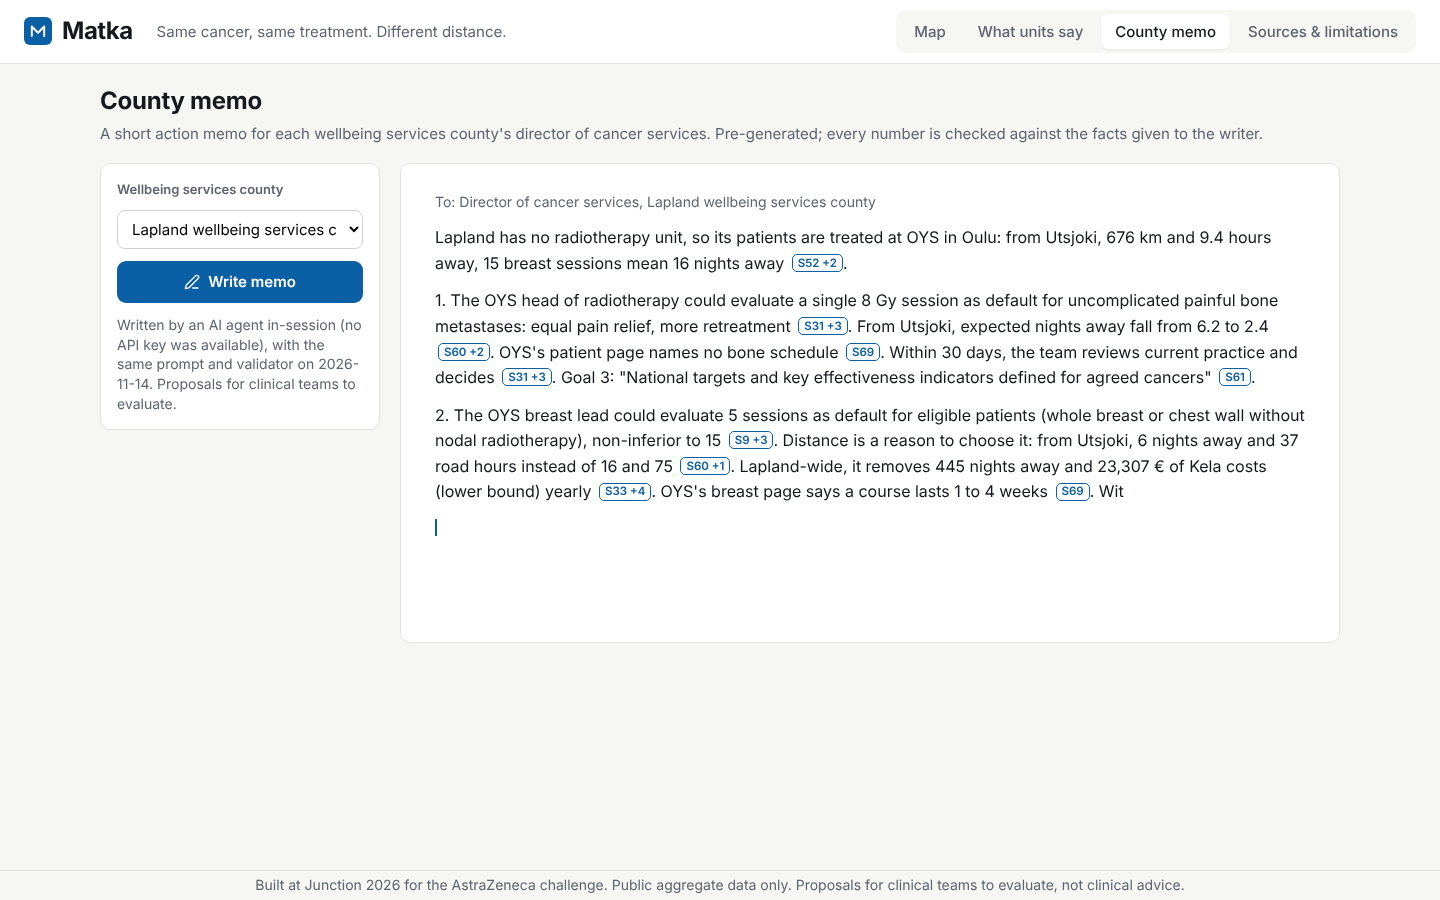 Matka
Same cancer, same treatment. Different distance.
Map
What units say
County memo
Sources & limitations
County memo
A short action memo for each wellbeing services county's director of cancer services. Pre-generated; every number is checked against the facts given to the writer.
Wellbeing services county
Lapland wellbeing services c
Write memo
Written by an AI agent in-session (no
API key was available), with the
same prompt and validator on 2026-
11-14. Proposals for clinical teams to
evaluate.
To: Director of cancer services, Lapland wellbeing services county
Lapland has no radiotherapy unit, so its patients are treated at OYS in Oulu: from Utsjoki, 676 km and 9.4 hours
away, 15 breast sessions mean 16 nights away S52 +2.
1. The OYS head of radiotherapy could evaluate a single 8 Gy session as default for uncomplicated painful bone
metastases: equal pain relief, more retreatment S31 +3. From Utsjoki, expected nights away fall from 6.2 to 2.4
S60 +2. OYS's patient page names no bone schedule S69. Within 30 days, the team reviews current practice and
decides S31 +3. Goal 3: "National targets and key effectiveness indicators defined for agreed cancers" S61.
2. The OYS breast lead could evaluate 5 sessions as default for eligible patients (whole breast or chest wall without
nodal radiotherapy), non-inferior to 15 S9 +3. Distance is a reason to choose it: from Utsjoki, 6 nights away and 37
road hours instead of 16 and 75 S60 +1. Lapland-wide, it removes 445 nights away and 23,307 € of Kela costs
(lower bound) yearly S33 +4. OYS's breast page says a course lasts 1 to 4 weeks S69. Wit
Built at Junction 2026 for the AstraZeneca challenge. Public aggregate data only. Proposals for clinical teams to evaluate, not clinical advice.